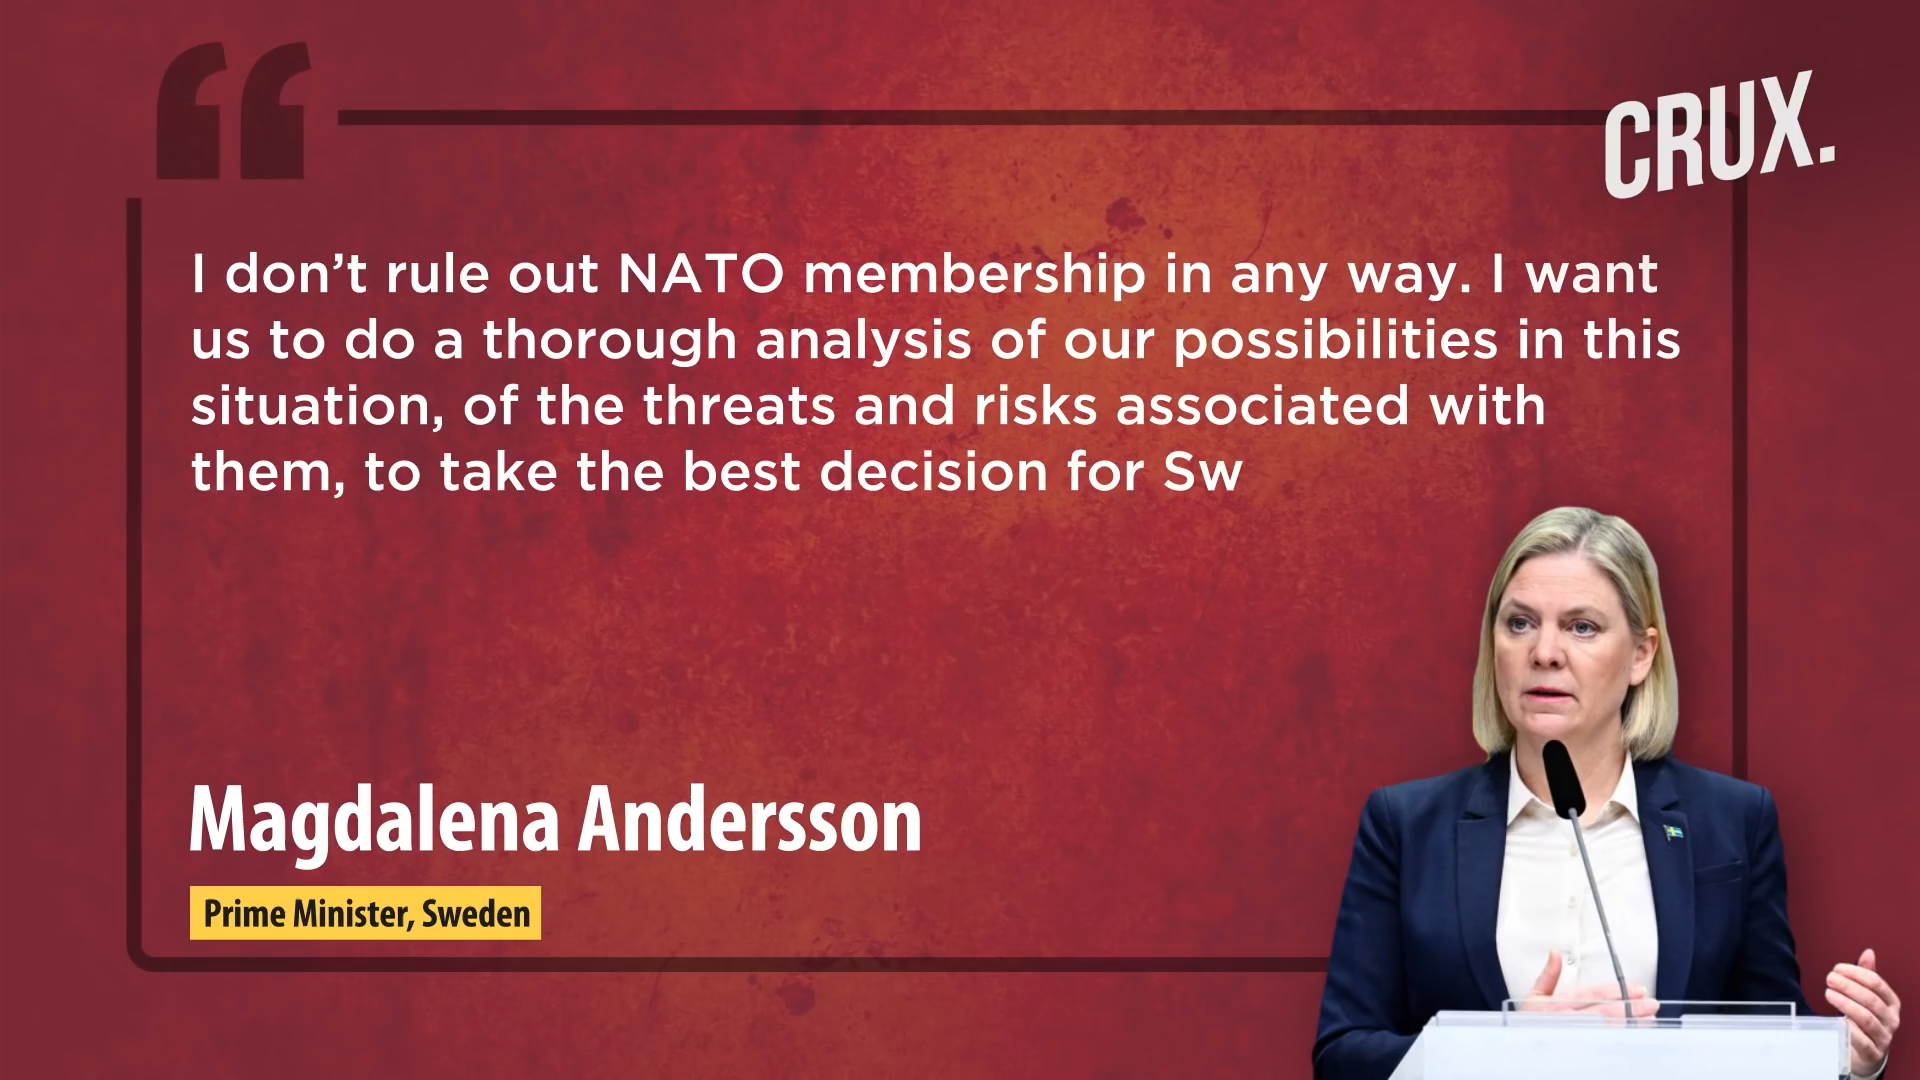 CRUX.
I don’t rule out NATO membership in any way. I want
us to do a thorough analysis of our possibilities in this
situation, of the threats and risks associated with
them, to take the best decision for Sw
Magdalena Andersson
Prime Minister, Sweden